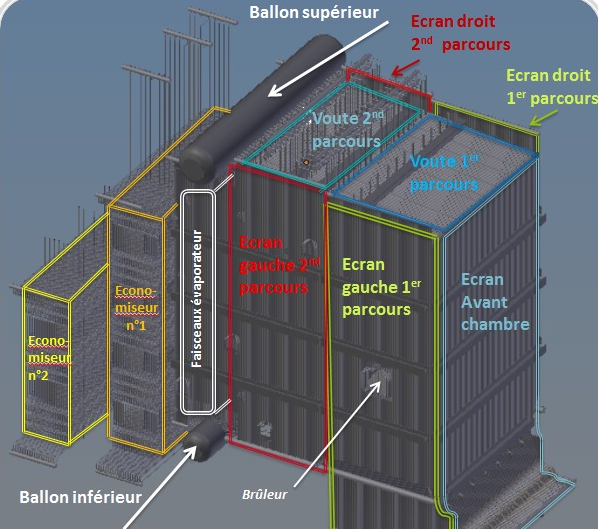 Ballon supérieur
Ecran droit
2nd parcours
Ecran droit
1er parcours
Voute 2nd
parcours
Voute 1er
parcours
Ecran
gauche 2nd
parcours
Ecran
gauche 1er
parcours
Ecran
Avant
chambre
Faisceaux évaporateur
Econo-
miseur
n°1
Econo-
miseur
n°2
Ballon inférieur
Brûleur